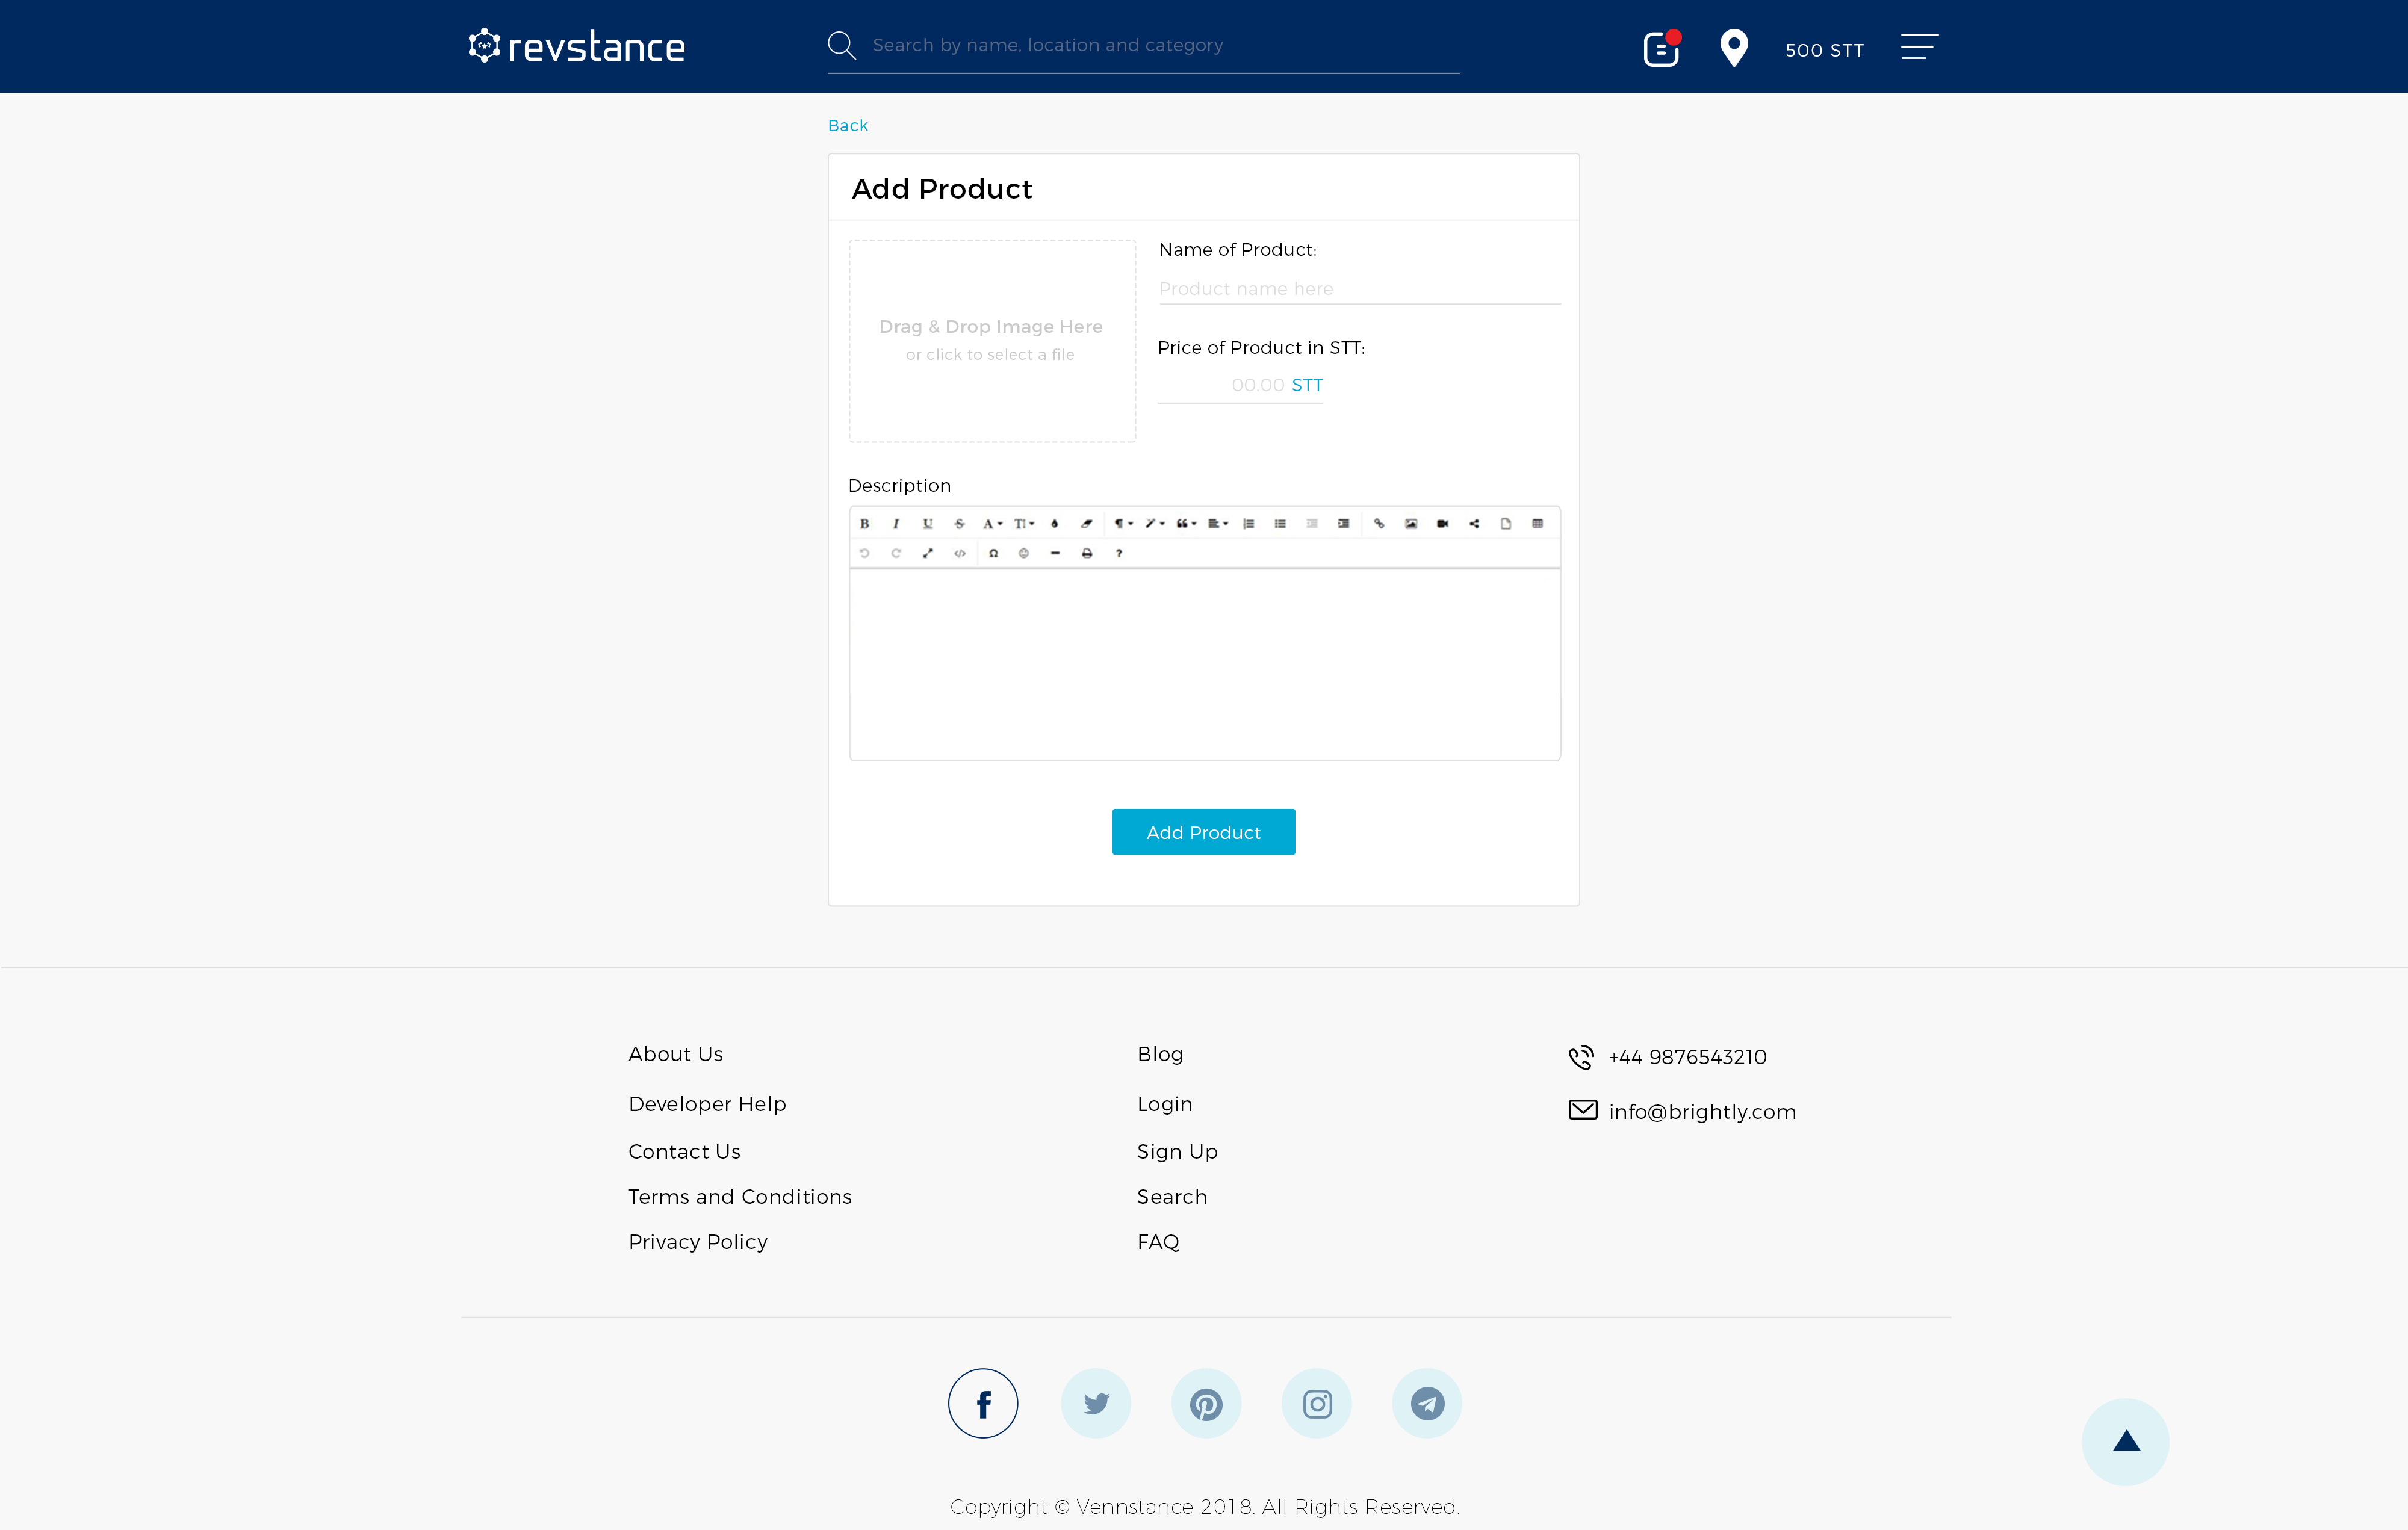 revstance
Search by name, location and category
500 STT
Back
Add Product
Drag & Drop Image Here
or click to select a file
Name of Product:
Product name here
Price of Product in STT:
00.00 STT
Description
Add Product
About Us
Developer Help
Contact Us
Terms and Conditions
Privacy Policy
Blog
Login
Sign Up
Search
FAQ
+44 9876543210
info@brightly.com
Copyright © Vennstance 2018. All Rights Reserved.